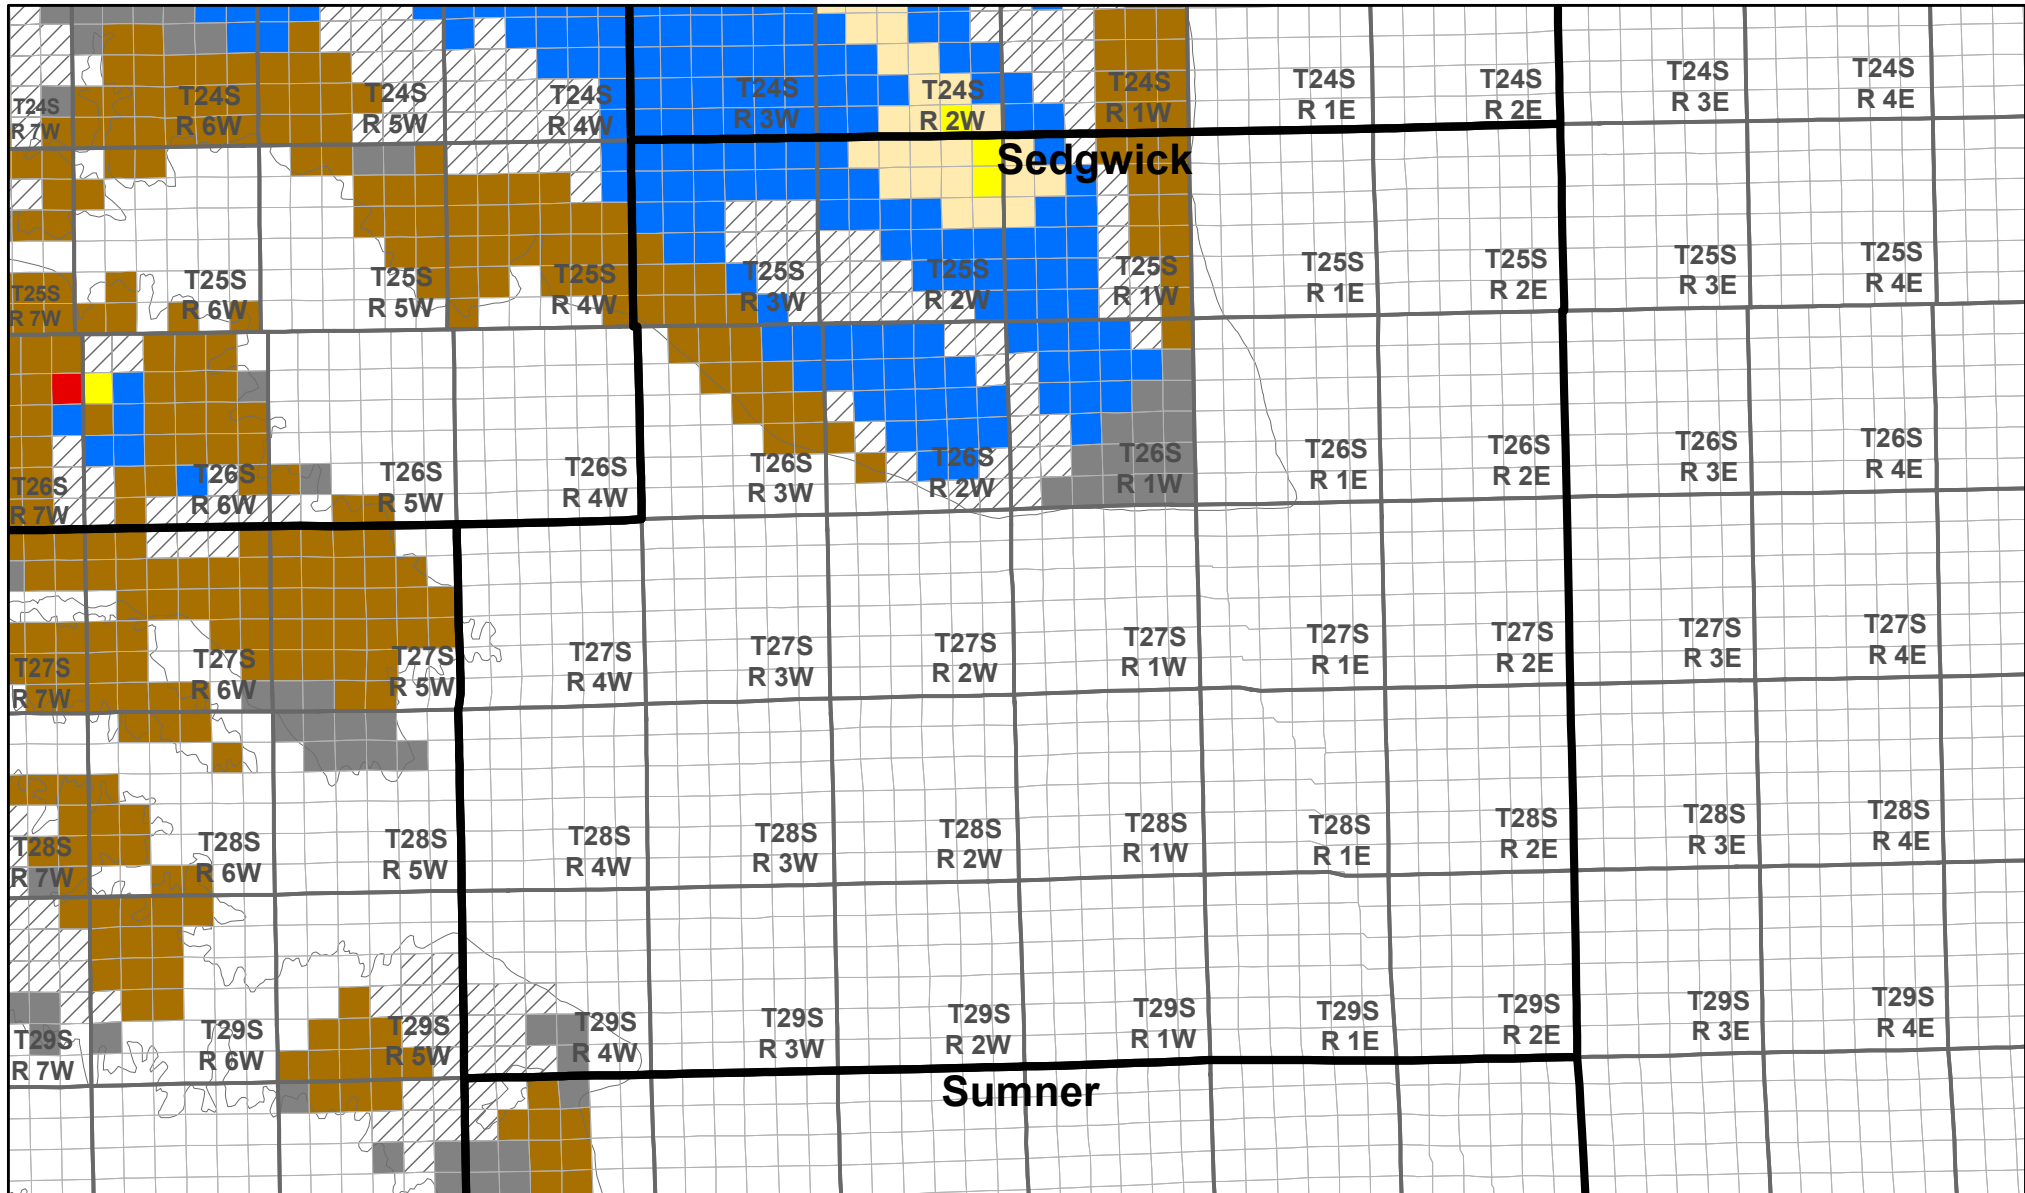 T24S
R 7W
T24S
R 6W
T24S
R 5W
T24S
R 4W
T24S
R 3W
T24S
R 2W
T24S
R 1W
T24S
R 1E
T24S
R 2E
T24S
R 3E
T24S
R 4E
Sedgwick
T25S
R 7W
T25S
R 6W
T25S
R 5W
T25S
R 4W
T25S
R 3W
T25S
R 2W
T25S
R 1W
T25S
R 1E
T25S
R 2E
T25S
R 3E
T25S
R 4E
T26S
R 7W
T26S
R 6W
T26S
R 5W
T26S
R 4W
T26S
R 3W
T26S
R 2W
T26S
R 1W
T26S
R 1E
T26S
R 2E
T26S
R 3E
T26S
R 4E
T27S
R 7W
T27S
R 6W
T27S
R 5W
T27S
R 4W
T27S
R 3W
T27S
R 2W
T27S
R 1W
T27S
R 1E
T27S
R 2E
T27S
R 3E
T27S
R 4E
T28S
R 7W
T28S
R 6W
T28S
R 5W
T28S
R 4W
T28S
R 3W
T28S
R 2W
T28S
R 1W
T28S
R 1E
T28S
R 2E
T28S
R 3E
T28S
R 4E
T29S
R 7W
T29S
R 6W
T29S
R 5W
T29S
R 4W
T29S
R 3W
T29S
R 2W
T29S
R 1W
T29S
R 1E
T29S
R 2E
T29S
R 3E
T29S
R 4E
Sumner